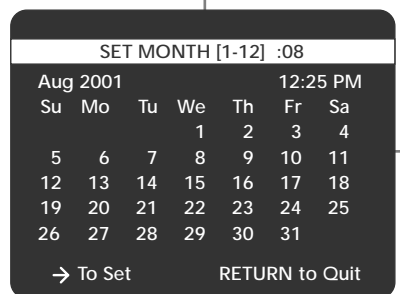 SET MONTH [1-12] :08
Aug 2001 12:25 PM
Su Mo Tu We Th Fr Sa
1 2 3 4
5 6 7 8 9 10 11
12 13 14 15 16 17 18
19 20 21 22 23 24 25
26 27 28 29 30 31
→ To Set RETURN to Quit